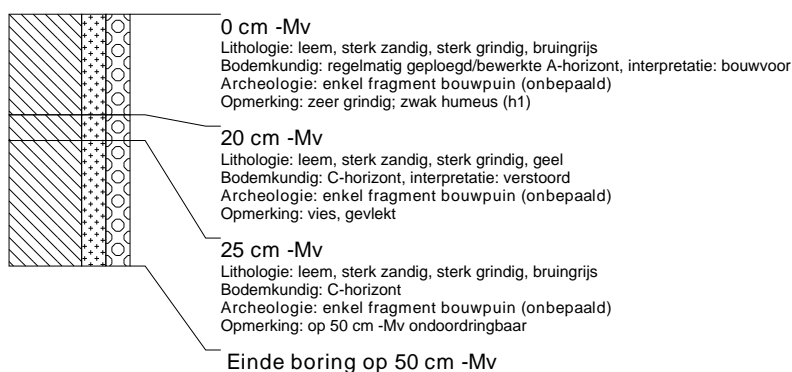 0 cm -Mv
Lithologie: leem, sterk zandig, sterk grindig, bruingrijs
Bodemkundig: regelmatig geploegd/bewerkte A-horizont, interpretatie: bouwvoor
Archeologie: enkel fragment bouwpuin (onbepaald)
Opmerking: zeer grindig; zwak humeus (h1)
20 cm -Mv
Lithologie: leem, sterk zandig, sterk grindig, geel
Bodemkundig: C-horizont, interpretatie: verstoord
Archeologie: enkel fragment bouwpuin (onbepaald)
Opmerking: vies, gevlekt
25 cm -Mv
Lithologie: leem, sterk zandig, sterk grindig, bruingrijs
Bodemkundig: C-horizont
Archeologie: enkel fragment bouwpuin (onbepaald)
Opmerking: op 50 cm -Mv ondoordringbaar
Einde boring op 50 cm -Mv